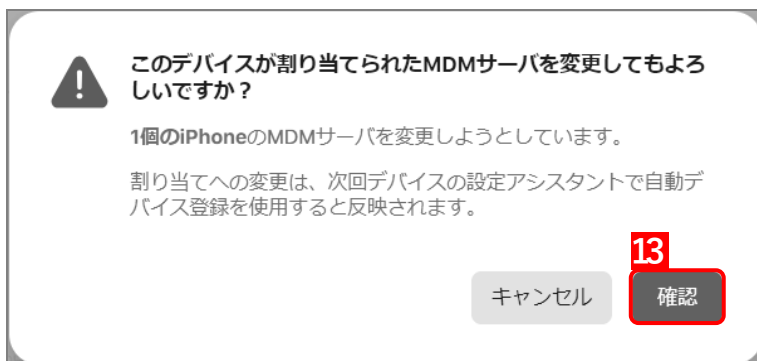 このデバイスが割り当てられたMDMサーバを変更してもよろ
しいですか？
1個のiPhoneのMDMサーバを変更しようとしています。
割り当てへの変更は、次回デバイスの設定アシスタントで自動デ
バイス登録を使用すると反映されます。
13
キャンセル 確認